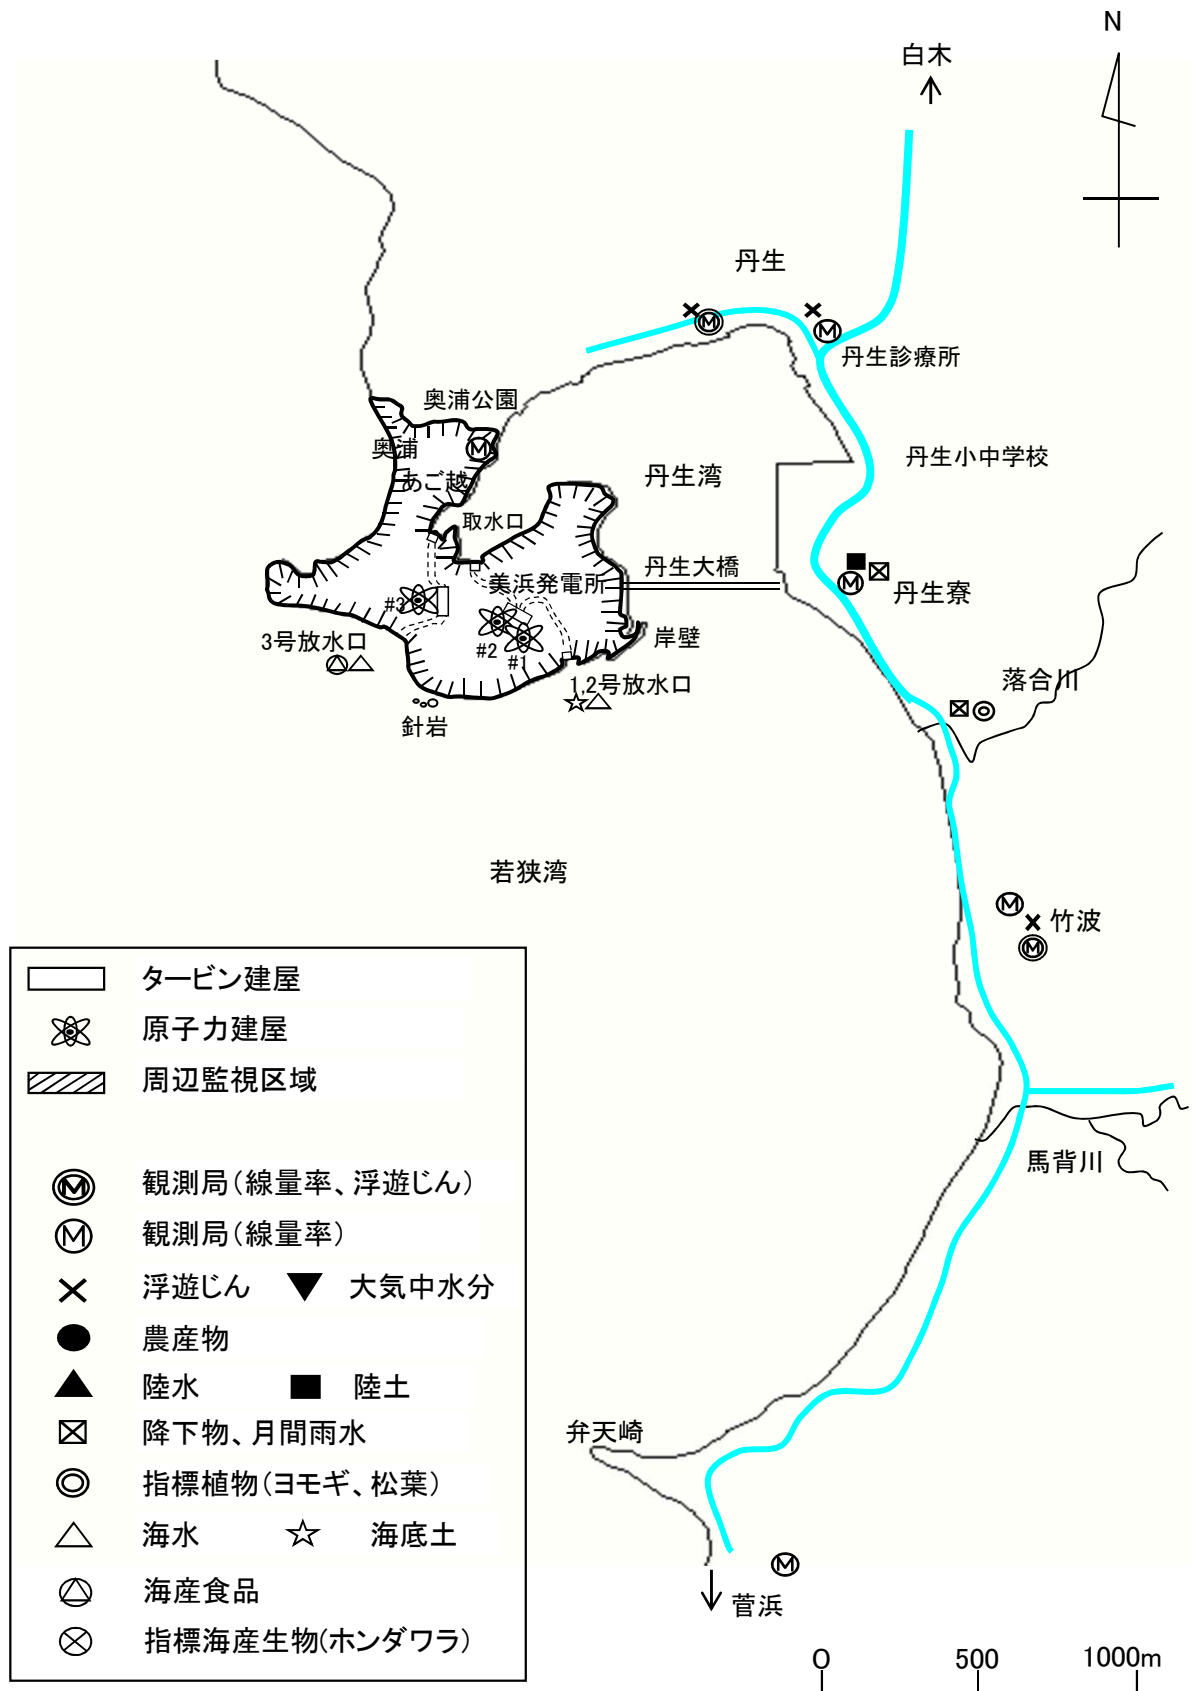 N
白木
丹生
丹生診療所
奥浦公園
奥浦
丹生小中学校
丹生湾
あご越
取水口
丹生大橋
美浜発電所
丹生寮
#3
3号放水口
#2
#1
岸壁
1,2号放水口
落合川
針岩
若狭湾
竹波
タービン建屋
原子力建屋
周辺監視区域
馬背川
観測局(線量率、浮遊じん)
観測局(線量率)
浮遊じん 大気中水分
農産物
陸水 陸土
降下物、月間雨水
弁天崎
指標植物(ヨモギ、松葉)
海水 海底土
海産食品
菅浜
指標海産生物(ホンダワラ)
0 500 1000m